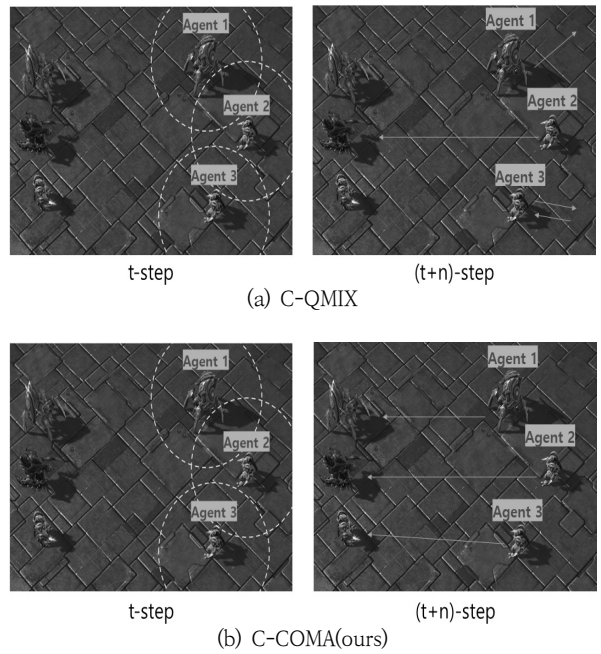 Agent 1
Agent 2
Agent 3
Agent 1
Agent 2
Agent 3
t-step
(t+n)-step
(a) C-QMIX
Agent 1
Agent 2
Agent 3
Agent 1
Agent 2
Agent 3
t-step
(t+n)-step
(b) C-COMA(ours)